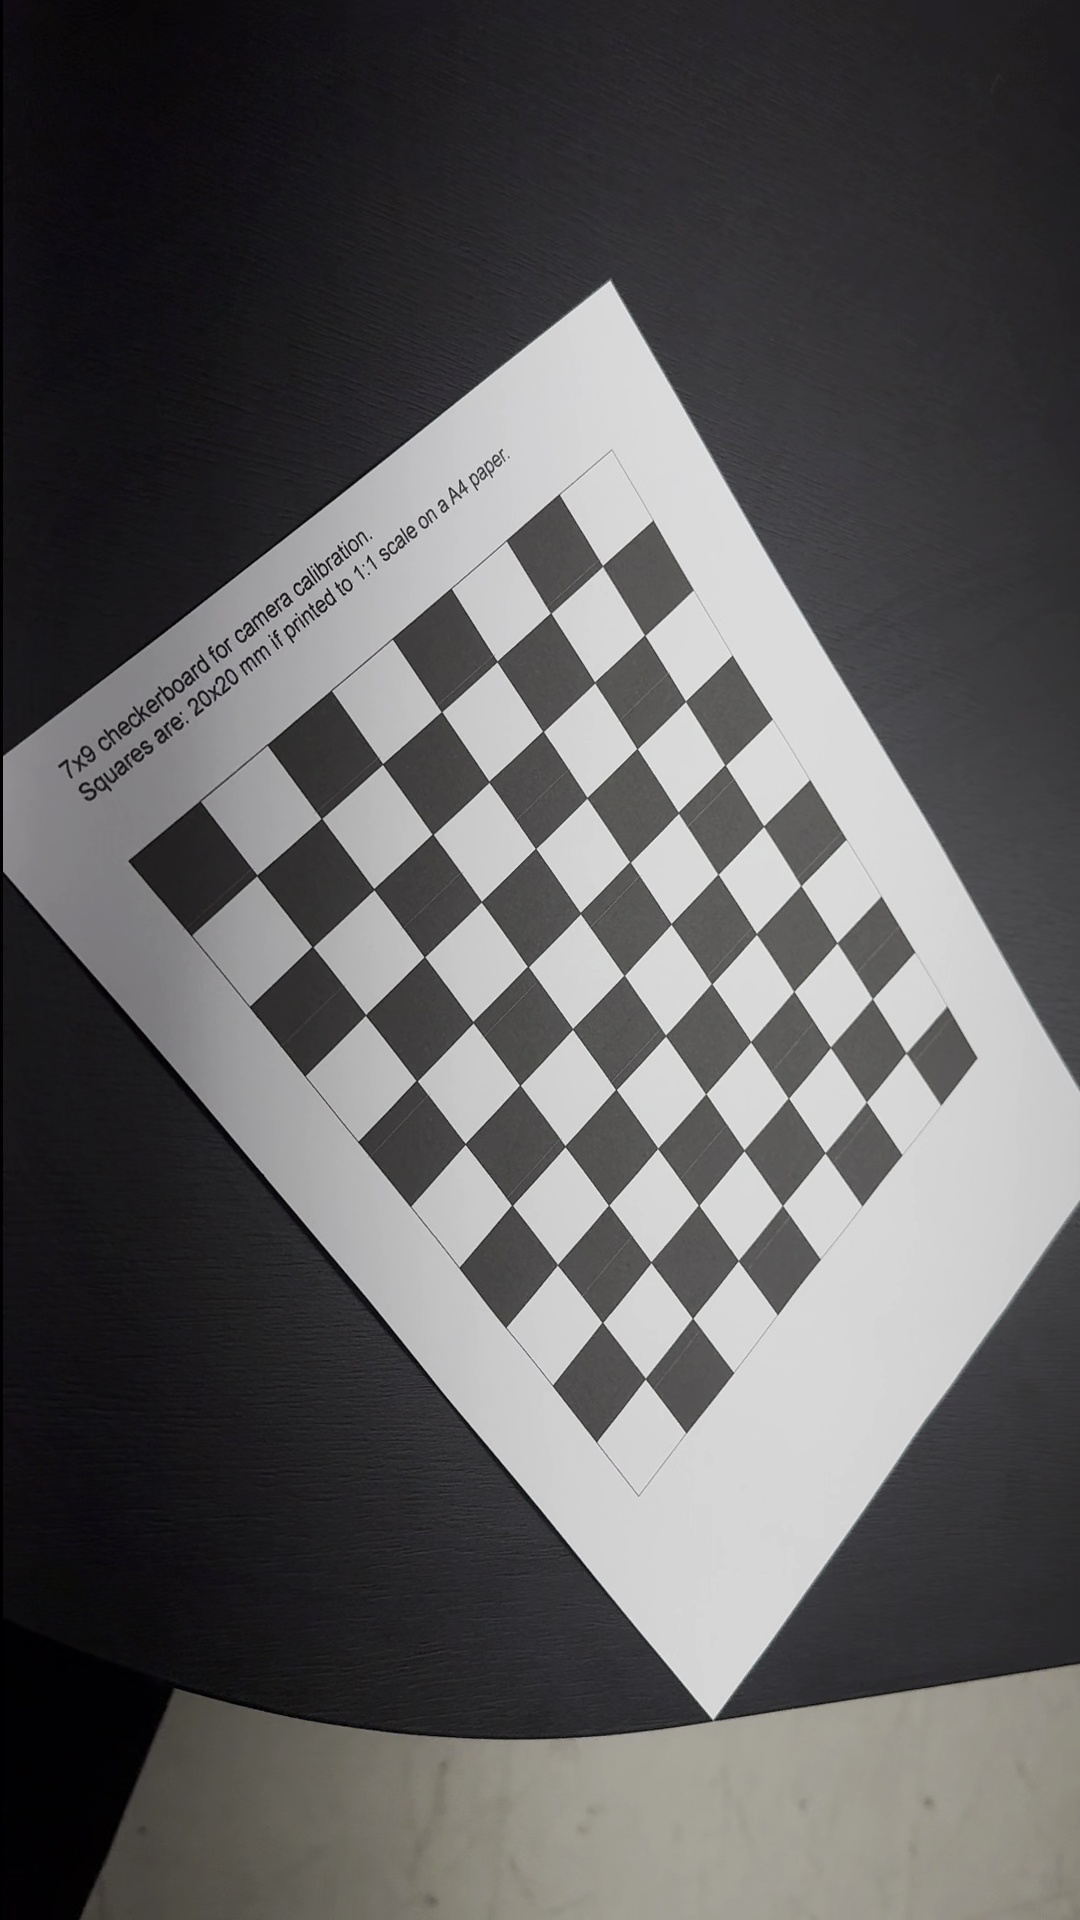 7x9 checkerboard for camera calibration.
Squares are: 20x20 mm if printed to 1:1 scale on a A4 paper.